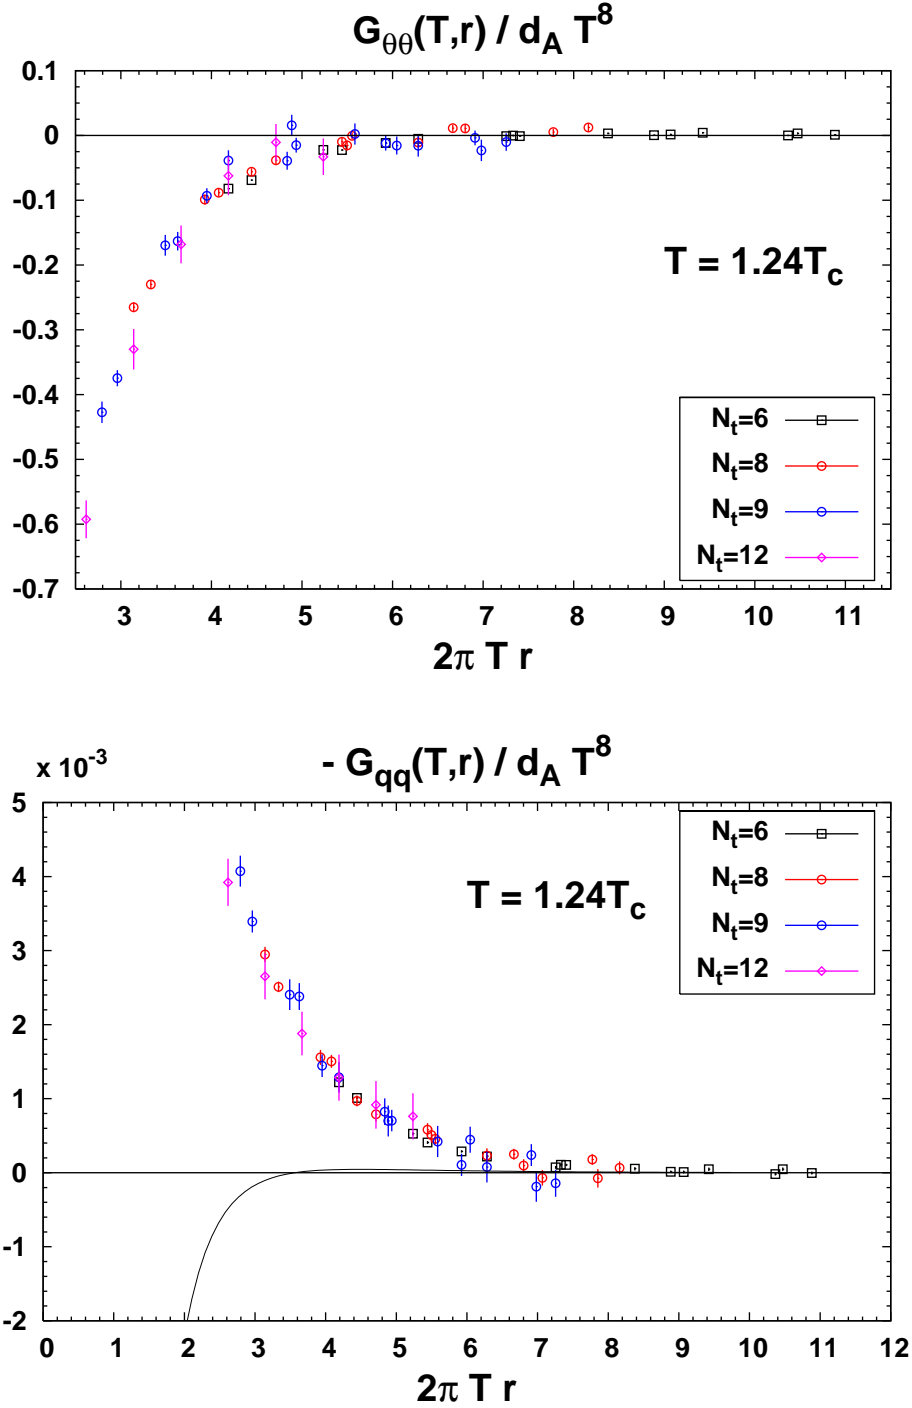 G_θθ(T,r) / d_A T^8
0.1
0
-0.1
-0.2
-0.3
-0.4
-0.5
-0.6
-0.7
T = 1.24T_c
N_t=6
N_t=8
N_t=9
N_t=12
3 4 5 6 7 8 9 10 11
2π T r
x 10^-3
- G_qq(T,r) / d_A T^8
5
4
3
2
1
0
-1
-2
T = 1.24T_c
N_t=6
N_t=8
N_t=9
N_t=12
0 1 2 3 4 5 6 7 8 9 10 11 12
2π T r